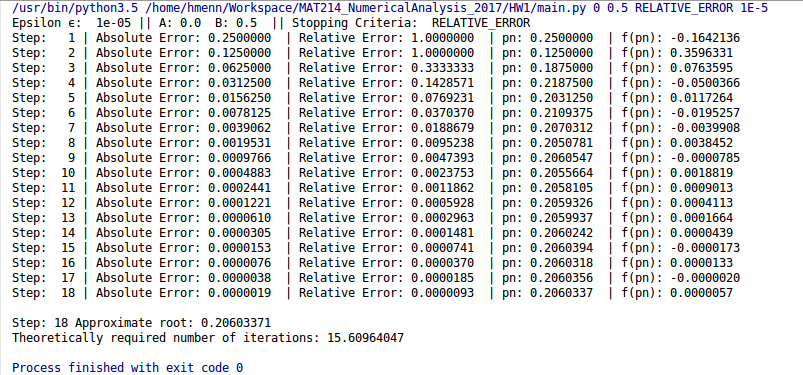 /usr/bin/python3.5 /home/hmenn/Workspace/MAT214_NumericalAnalysis_2017/HW1/main.py 0 0.5 RELATIVE_ERROR 1E-5
Epsilon ϵ:  1e-05 || A: 0.0  B: 0.5  || Stopping Criteria:  RELATIVE_ERROR
Step:   1 | Absolute Error: 0.2500000  | Relative Error: 1.0000000  | pn: 0.2500000  | f(pn): -0.1642136
Step:   2 | Absolute Error: 0.1250000  | Relative Error: 1.0000000  | pn: 0.1250000  | f(pn): 0.3596331
Step:   3 | Absolute Error: 0.0625000  | Relative Error: 0.3333333  | pn: 0.1875000  | f(pn): 0.0763595
Step:   4 | Absolute Error: 0.0312500  | Relative Error: 0.1428571  | pn: 0.2187500  | f(pn): -0.0500366
Step:   5 | Absolute Error: 0.0156250  | Relative Error: 0.0769231  | pn: 0.2031250  | f(pn): 0.0117264
Step:   6 | Absolute Error: 0.0078125  | Relative Error: 0.0370370  | pn: 0.2109375  | f(pn): -0.0195257
Step:   7 | Absolute Error: 0.0039062  | Relative Error: 0.0188679  | pn: 0.2070312  | f(pn): -0.0039908
Step:   8 | Absolute Error: 0.0019531  | Relative Error: 0.0095238  | pn: 0.2050781  | f(pn): 0.0038452
Step:   9 | Absolute Error: 0.0009766  | Relative Error: 0.0047393  | pn: 0.2060547  | f(pn): -0.0000785
Step:  10 | Absolute Error: 0.0004883  | Relative Error: 0.0023753  | pn: 0.2055664  | f(pn): 0.0018819
Step:  11 | Absolute Error: 0.0002441  | Relative Error: 0.0011862  | pn: 0.2058105  | f(pn): 0.0009013
Step:  12 | Absolute Error: 0.0001221  | Relative Error: 0.0005928  | pn: 0.2059326  | f(pn): 0.0004113
Step:  13 | Absolute Error: 0.0000610  | Relative Error: 0.0002963  | pn: 0.2059937  | f(pn): 0.0001664
Step:  14 | Absolute Error: 0.0000305  | Relative Error: 0.0001481  | pn: 0.2060242  | f(pn): 0.0000439
Step:  15 | Absolute Error: 0.0000153  | Relative Error: 0.0000741  | pn: 0.2060394  | f(pn): -0.0000173
Step:  16 | Absolute Error: 0.0000076  | Relative Error: 0.0000370  | pn: 0.2060318  | f(pn): 0.0000133
Step:  17 | Absolute Error: 0.0000038  | Relative Error: 0.0000185  | pn: 0.2060356  | f(pn): -0.0000020
Step:  18 | Absolute Error: 0.0000019  | Relative Error: 0.0000093  | pn: 0.2060337  | f(pn): 0.0000057
Step: 18 Approximate root: 0.20603371
Theoretically required number of iterations: 15.60964047
Process finished with exit code 0